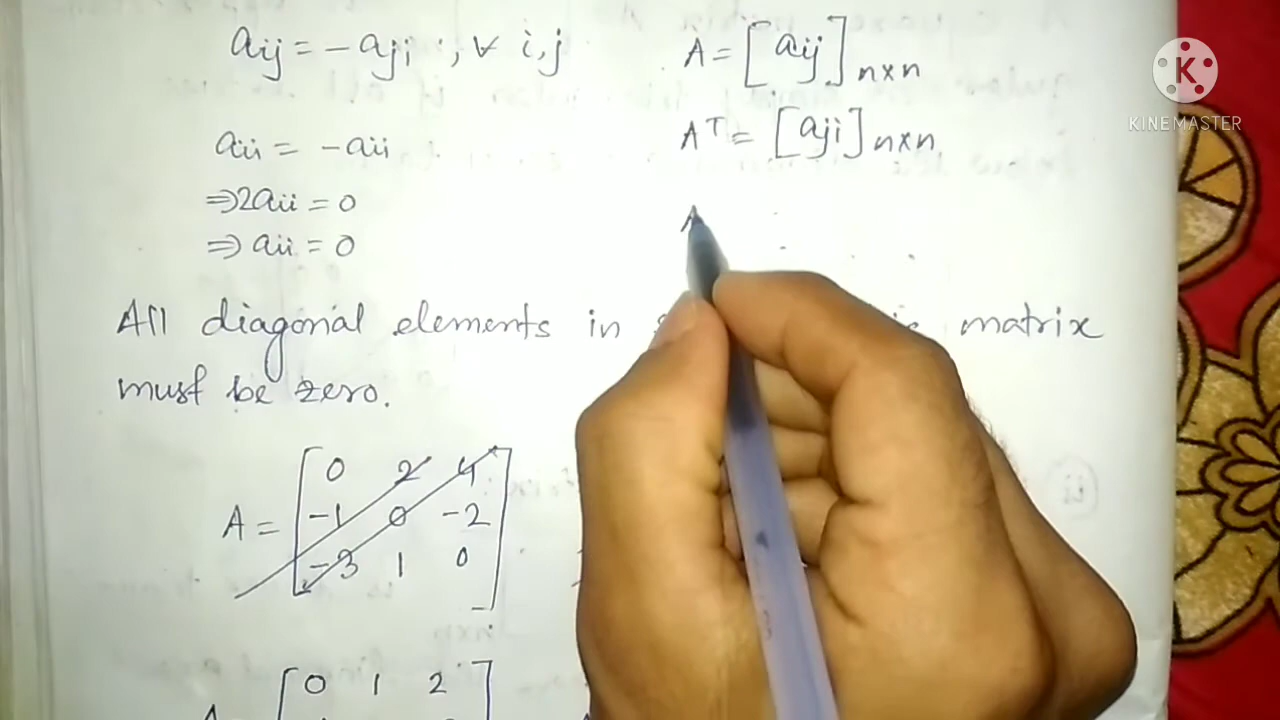 aij = -aji ; ∀ i,j
A = [aij] n×n
Aᵀ = [aji] n×n
aii = -aii
⇒ 2aii = 0
⇒ aii = 0
A
All diagonal elements in matrix
must be zero.
0 2 4
A = -1 0 -2
-3 1 0
0 1 2
K
KINEMASTER